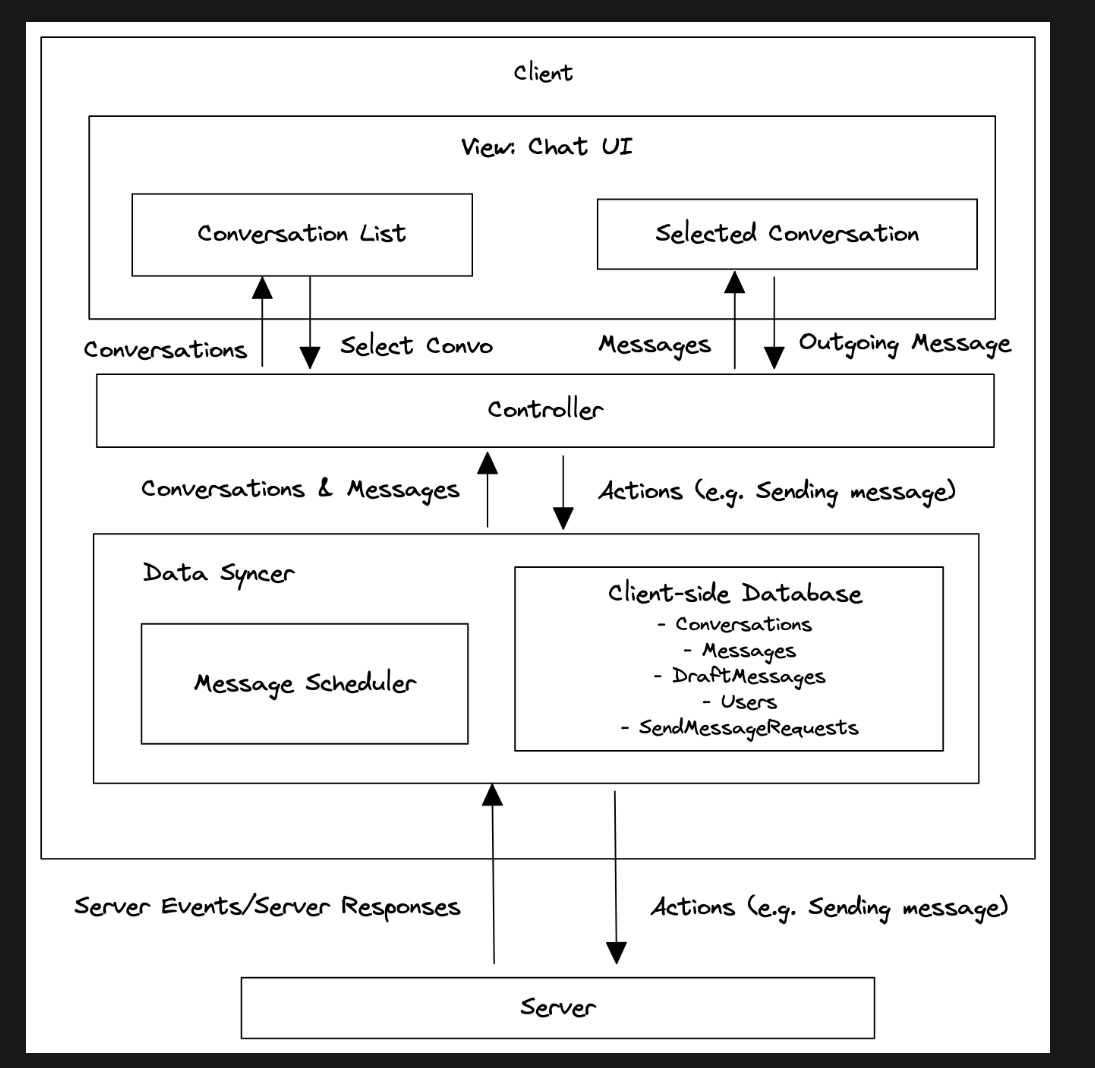 Client
View: Chat UI
Conversation List
Selected Conversation
Conversations
Select Convo
Messages
Outgoing Message
Controller
Conversations & Messages
Actions (e.g. Sending message)
Data Syncer
Message Scheduler
Client-side Database
- Conversations
- Messages
- DraftMessages
- Users
- SendMessageRequests
Server Events/Server Responses
Actions (e.g. Sending message)
Server